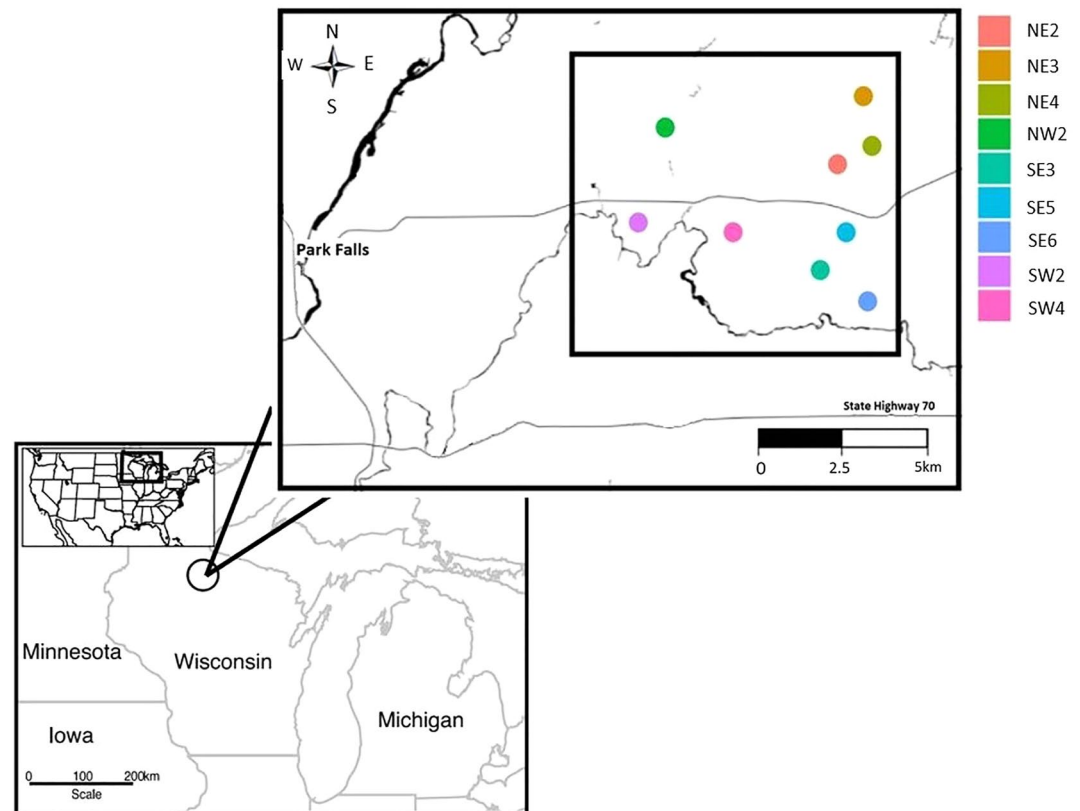 N
W E
S
Park Falls
State Highway 70
0 2.5 5km
NE2
NE3
NE4
NW2
SE3
SE5
SE6
SW2
SW4
Minnesota
Wisconsin
Michigan
Iowa
0 100 200km
Scale